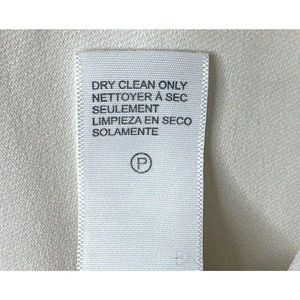 DRY CLEAN ONLY
NETTOYER À SEC
SEULEMENT
LIMPIEZA EN SECO
SOLAMENTE
P